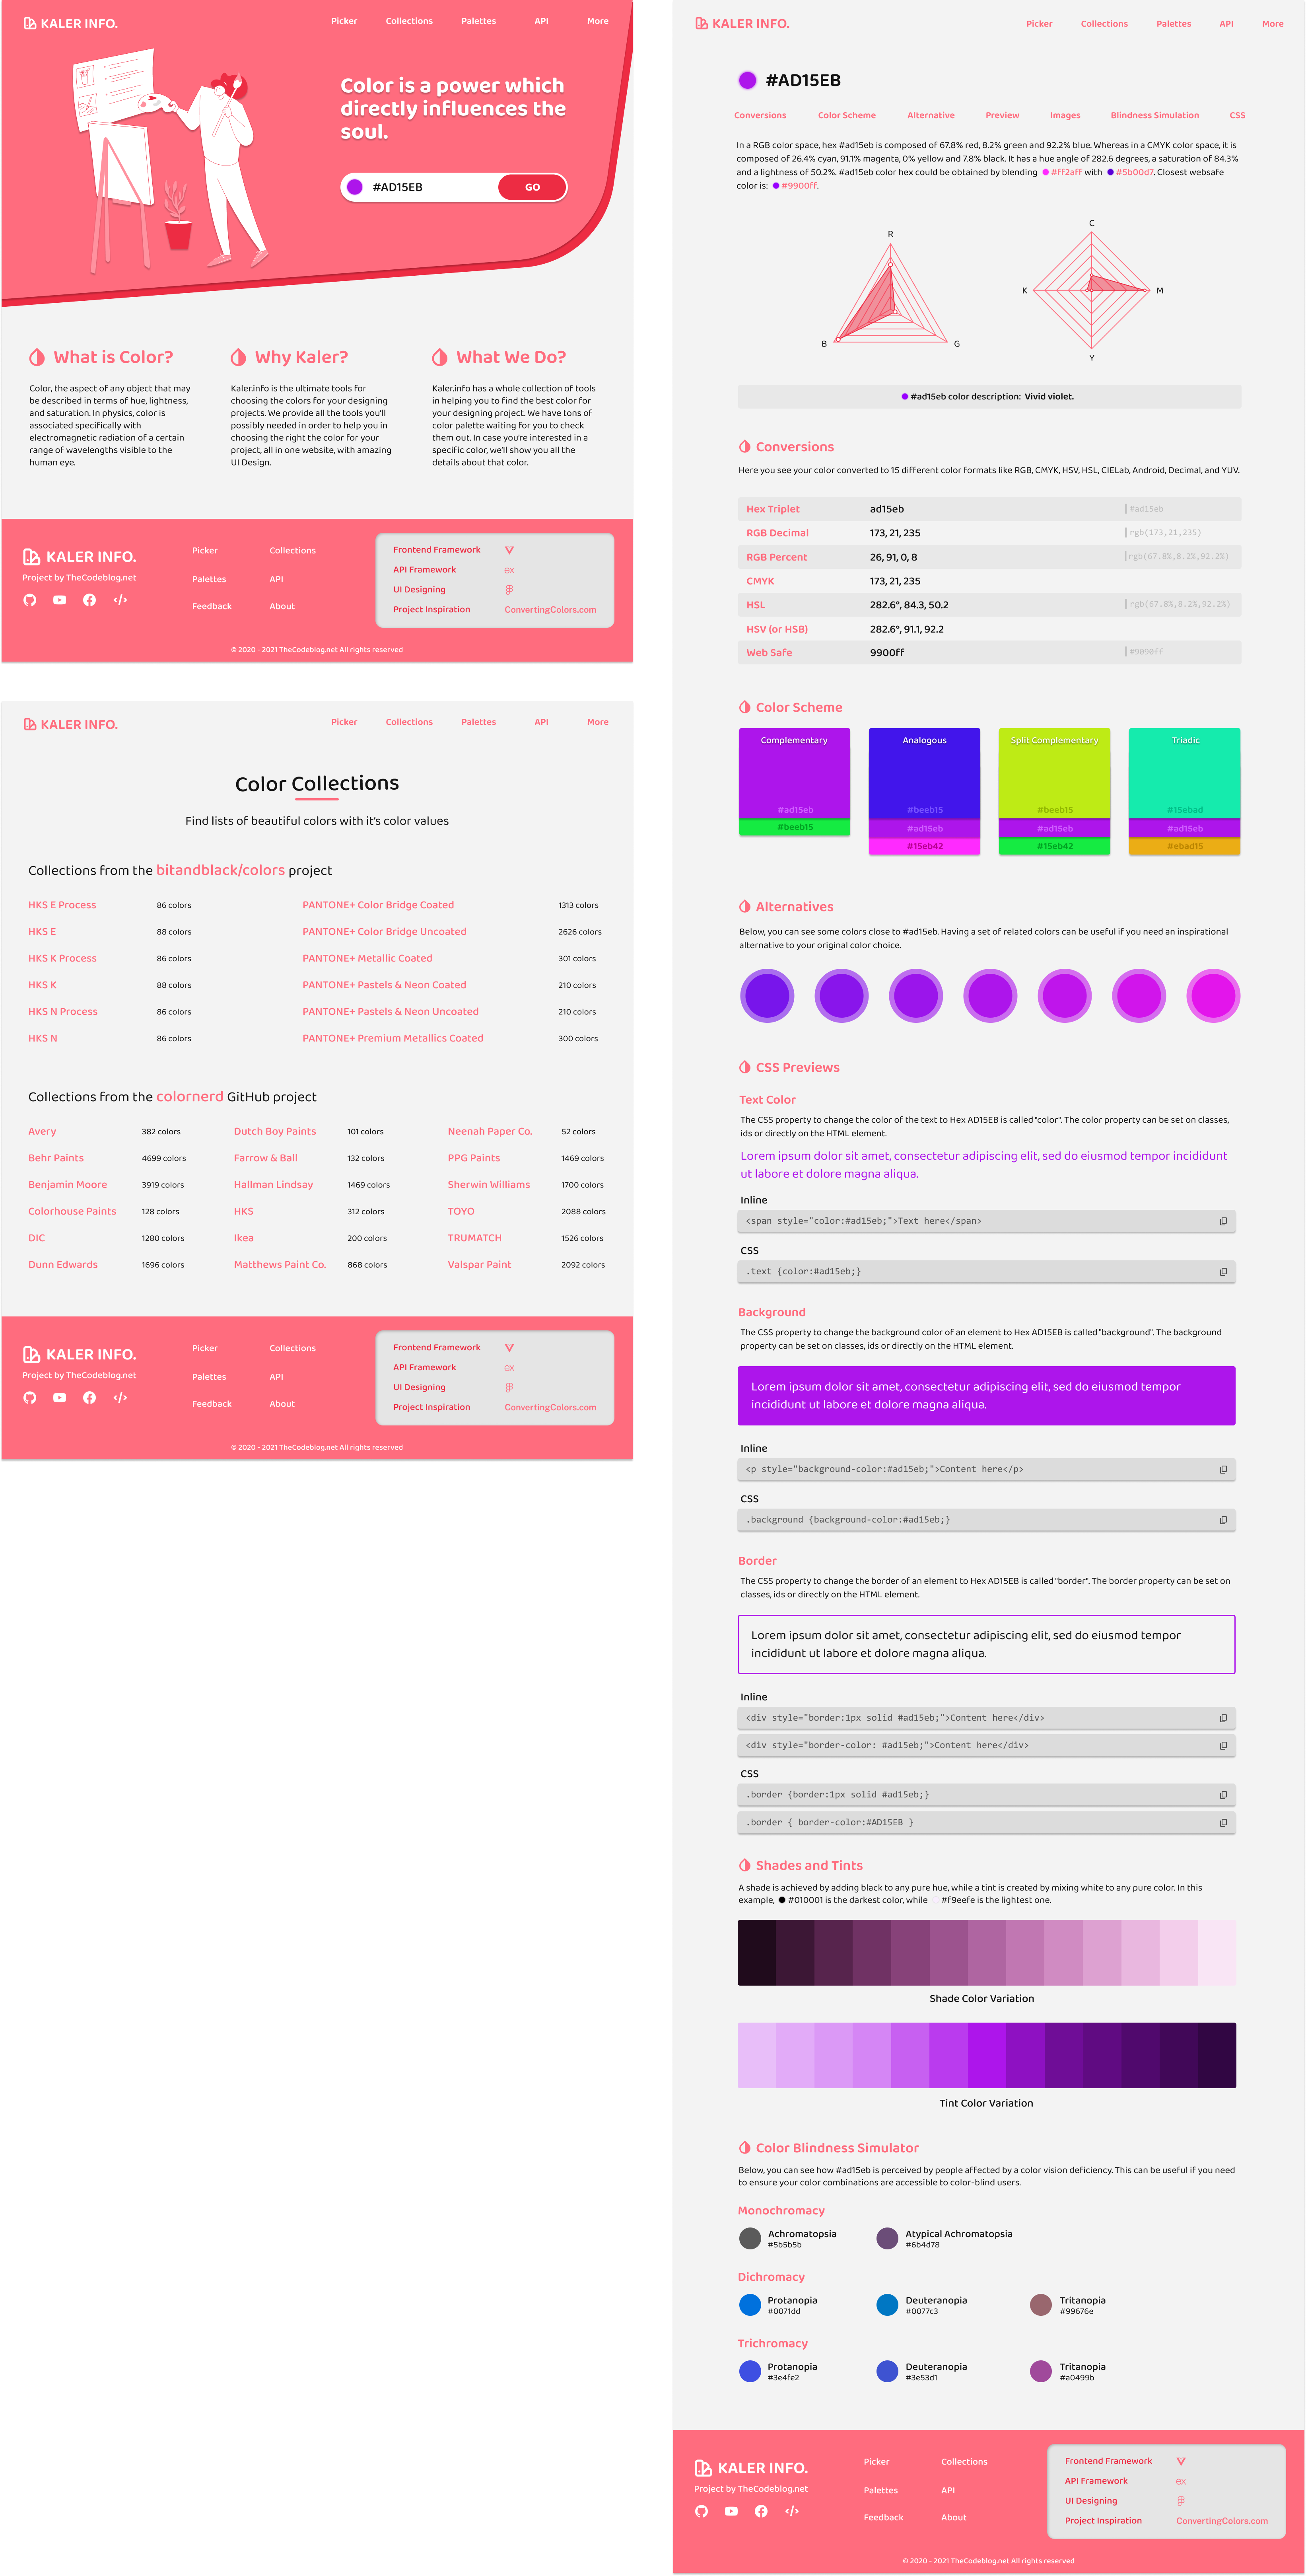 KALER INFO.
Picker Collections Palettes API More
Color is a power which
directly influences the
soul.
#AD15EB GO
What is Color?
Color, the aspect of any object that may
be described in terms of hue, lightness,
and saturation. In physics, color is
associated specifically with
electromagnetic radiation of a certain
range of wavelengths visible to the
human eye.
Why Kaler?
Kaler.info is the ultimate tools for
choosing the colors for your designing
projects. We provide all the tools you'll
possibly needed in order to help you in
choosing the right the color for your
project, all in one website, with amazing
UI Design.
What We Do?
Kaler.info has a whole collection of tools
in helping you to find the best color for
your designing project. We have tons of
color palette waiting for you to check
them out. In case you're interested in a
specific color, we'll show you all the
details about that color.
KALER INFO.
Project by TheCodeblog.net
Picker Collections
Palettes API
Feedback About
Frontend Framework
API Framework ex
UI Designing
Project Inspiration ConvertingColors.com
© 2020 - 2021 TheCodeblog.net All rights reserved
KALER INFO.
Picker Collections Palettes API More
Color Collections
Find lists of beautiful colors with it's color values
Collections from the bitandblack/colors project
HKS E Process 86 colors PANTONE+ Color Bridge Coated 1313 colors
HKS E 88 colors PANTONE+ Color Bridge Uncoated 2626 colors
HKS K Process 86 colors PANTONE+ Metallic Coated 301 colors
HKS K 88 colors PANTONE+ Pastels & Neon Coated 210 colors
HKS N Process 86 colors PANTONE+ Pastels & Neon Uncoated 210 colors
HKS N 86 colors PANTONE+ Premium Metallics Coated 300 colors
Collections from the colornerd GitHub project
Avery 382 colors Dutch Boy Paints 101 colors Neenah Paper Co. 52 colors
Behr Paints 4699 colors Farrow & Ball 132 colors PPG Paints 1469 colors
Benjamin Moore 3919 colors Hallman Lindsay 1469 colors Sherwin Williams 1700 colors
Colorhouse Paints 128 colors HKS 312 colors TOYO 2088 colors
DIC 1280 colors Ikea 200 colors TRUMATCH 1526 colors
Dunn Edwards 1696 colors Matthews Paint Co. 868 colors Valspar Paint 2092 colors
KALER INFO.
Project by TheCodeblog.net
Picker Collections
Palettes API
Feedback About
Frontend Framework
API Framework ex
UI Designing
Project Inspiration ConvertingColors.com
© 2020 - 2021 TheCodeblog.net All rights reserved
KALER INFO.
Picker Collections Palettes API More
#AD15EB
Conversions Color Scheme Alternative Preview Images Blindness Simulation CSS
In a RGB color space, hex #ad15eb is composed of 67.8% red, 8.2% green and 92.2% blue. Whereas in a CMYK color space, it is
composed of 26.4% cyan, 91.1% magenta, 0% yellow and 7.8% black. It has a hue angle of 282.6 degrees, a saturation of 84.3%
and a lightness of 50.2%. #ad15eb color hex could be obtained by blending #ff2aff with #5b00d7. Closest websafe
color is: #9900ff.
R
B G
C
K M
Y
#ad15eb color description: Vivid violet.
Conversions
Here you see your color converted to 15 different color formats like RGB, CMYK, HSV, HSL, CIELab, Android, Decimal, and YUV.
Hex Triplet ad15eb #ad15eb
RGB Decimal 173, 21, 235 rgb(173,21,235)
RGB Percent 26, 91, 0, 8 rgb(67.8%,8.2%,92.2%)
CMYK 173, 21, 235
HSL 282.6°, 84.3, 50.2 rgb(67.8%,8.2%,92.2%)
HSV (or HSB) 282.6°, 91.1, 92.2
Web Safe 9900ff #9090ff
Color Scheme
Complementary
#ad15eb
#beeb15
Analogous
#beeb15
#ad15eb
#15eb42
Split Complementary
#beeb15
#ad15eb
#15eb42
Triadic
#15ebad
#ad15eb
#ebad15
Alternatives
Below, you can see some colors close to #ad15eb. Having a set of related colors can be useful if you need an inspirational
alternative to your original color choice.
CSS Previews
Text Color
The CSS property to change the color of the text to Hex AD15EB is called "color". The color property can be set on classes,
ids or directly on the HTML element.
Lorem ipsum dolor sit amet, consectetur adipiscing elit, sed do eiusmod tempor incididunt
ut labore et dolore magna aliqua.
Inline
<span style="color:#ad15eb;">Text here</span>
CSS
.text {color:#ad15eb;}
Background
The CSS property to change the background color of an element to Hex AD15EB is called "background". The background
property can be set on classes, ids or directly on the HTML element.
Lorem ipsum dolor sit amet, consectetur adipiscing elit, sed do eiusmod tempor
incididunt ut labore et dolore magna aliqua.
Inline
<p style="background-color:#ad15eb;">Content here</p>
CSS
.background {background-color:#ad15eb;}
Border
The CSS property to change the border of an element to Hex AD15EB is called "border". The border property can be set on
classes, ids or directly on the HTML element.
Lorem ipsum dolor sit amet, consectetur adipiscing elit, sed do eiusmod tempor
incididunt ut labore et dolore magna aliqua.
Inline
<div style="border:1px solid #ad15eb;">Content here</div>
<div style="border-color: #ad15eb;">Content here</div>
CSS
.border {border:1px solid #ad15eb;}
.border { border-color:#AD15EB }
Shades and Tints
A shade is achieved by adding black to any pure hue, while a tint is created by mixing white to any pure color. In this
example, #010001 is the darkest color, while #f9eefe is the lightest one.
Shade Color Variation
Tint Color Variation
Color Blindness Simulator
Below, you can see how #ad15eb is perceived by people affected by a color vision deficiency. This can be useful if you need
to ensure your color combinations are accessible to color-blind users.
Monochromacy
Achromatopsia Atypical Achromatopsia
#5b5b5b #6b4d78
Dichromacy
Protanopia Deuteranopia Tritanopia
#0071dd #0077c3 #99676e
Trichromacy
Protanopia Deuteranopia Tritanopia
#3e4fe2 #3e53d1 #a0499b
KALER INFO.
Project by TheCodeblog.net
Picker Collections
Palettes API
Feedback About
Frontend Framework
API Framework ex
UI Designing
Project Inspiration ConvertingColors.com
© 2020 - 2021 TheCodeblog.net All rights reserved